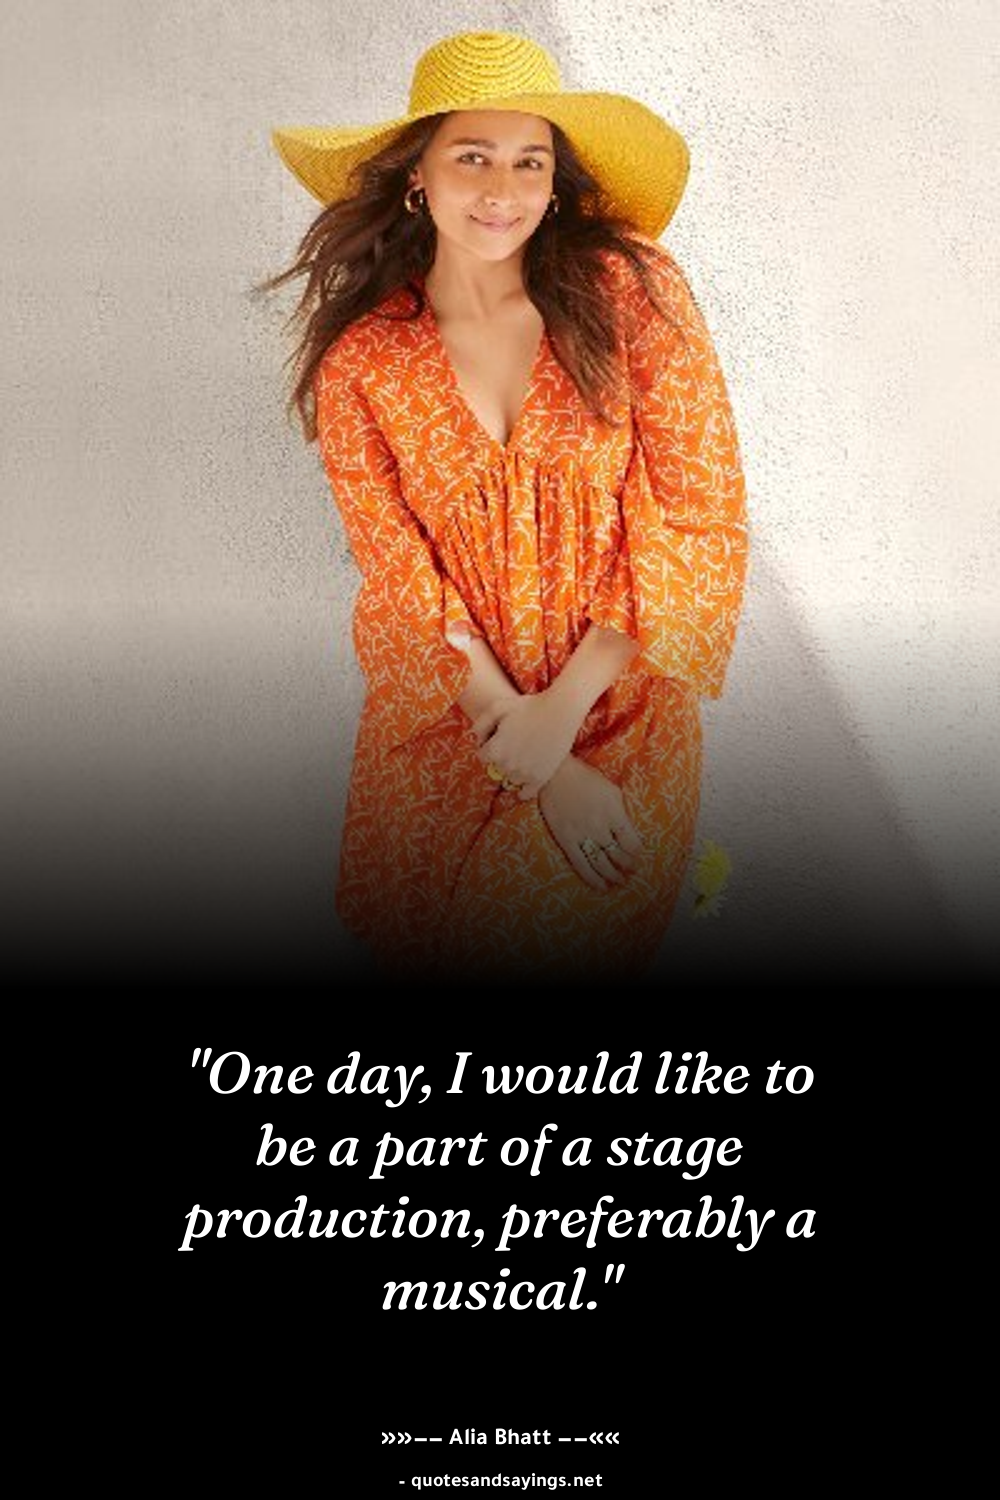 "One day, I would like to
be a part of a stage
production, preferably a
musical."
»»–– Alia Bhatt ––««
- quotesandsayings.net